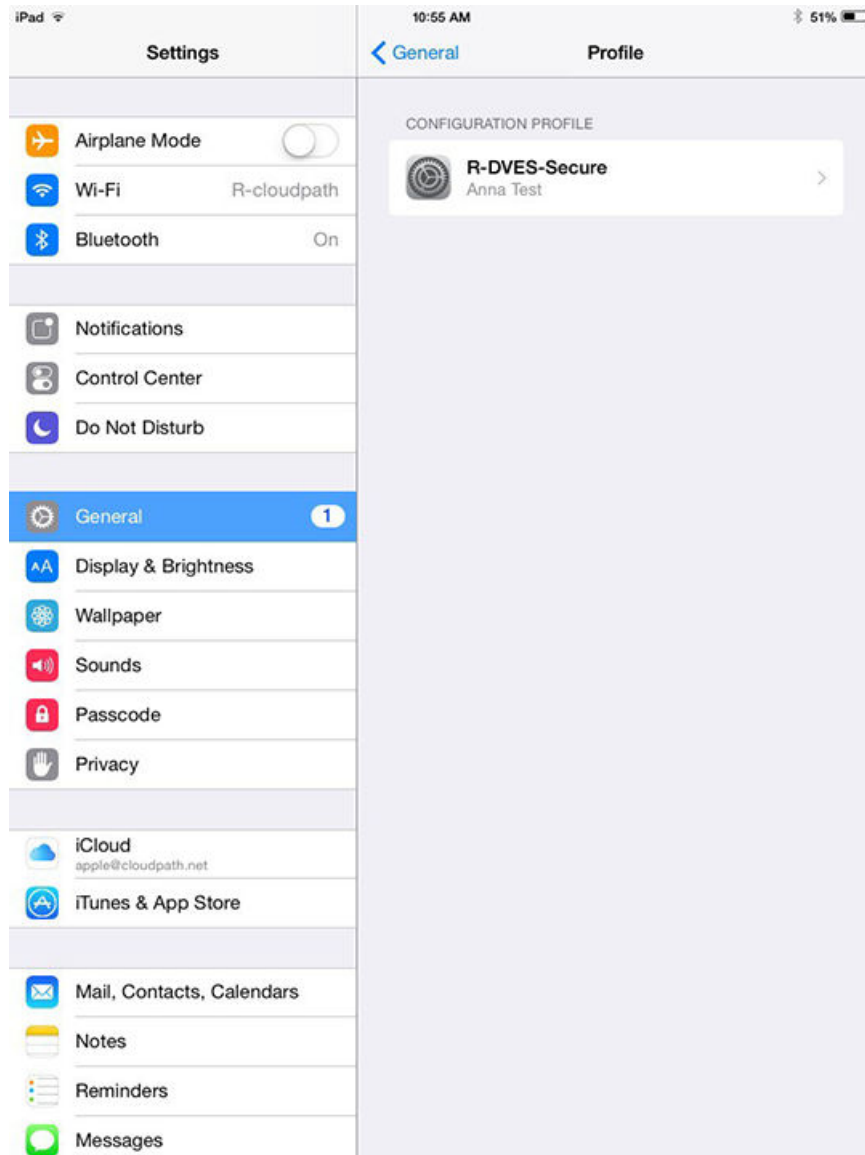 iPad
10:55 AM
51%
Settings
General
Profile
Airplane Mode
Wi-Fi R-cloudpath
Bluetooth On
Notifications
Control Center
Do Not Disturb
General 1
Display & Brightness
Wallpaper
Sounds
Passcode
Privacy
iCloud
apple@cloudpath.net
iTunes & App Store
Mail, Contacts, Calendars
Notes
Reminders
Messages
CONFIGURATION PROFILE
R-DVES-Secure
Anna Test